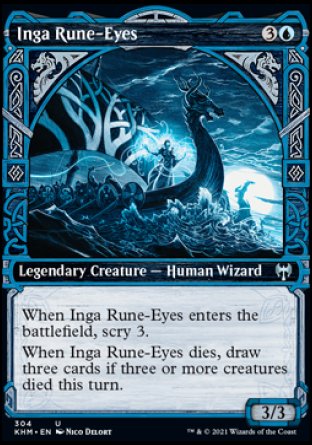 Inga Rune-Eyes 3
Legendary Creature — Human Wizard
When Inga Rune-Eyes enters the
battlefield, scry 3.
When Inga Rune-Eyes dies, draw
three cards if three or more creatures
died this turn.
3/3
304 U
KHM • EN Nico Delort
™ & © 2021 Wizards of the Coast